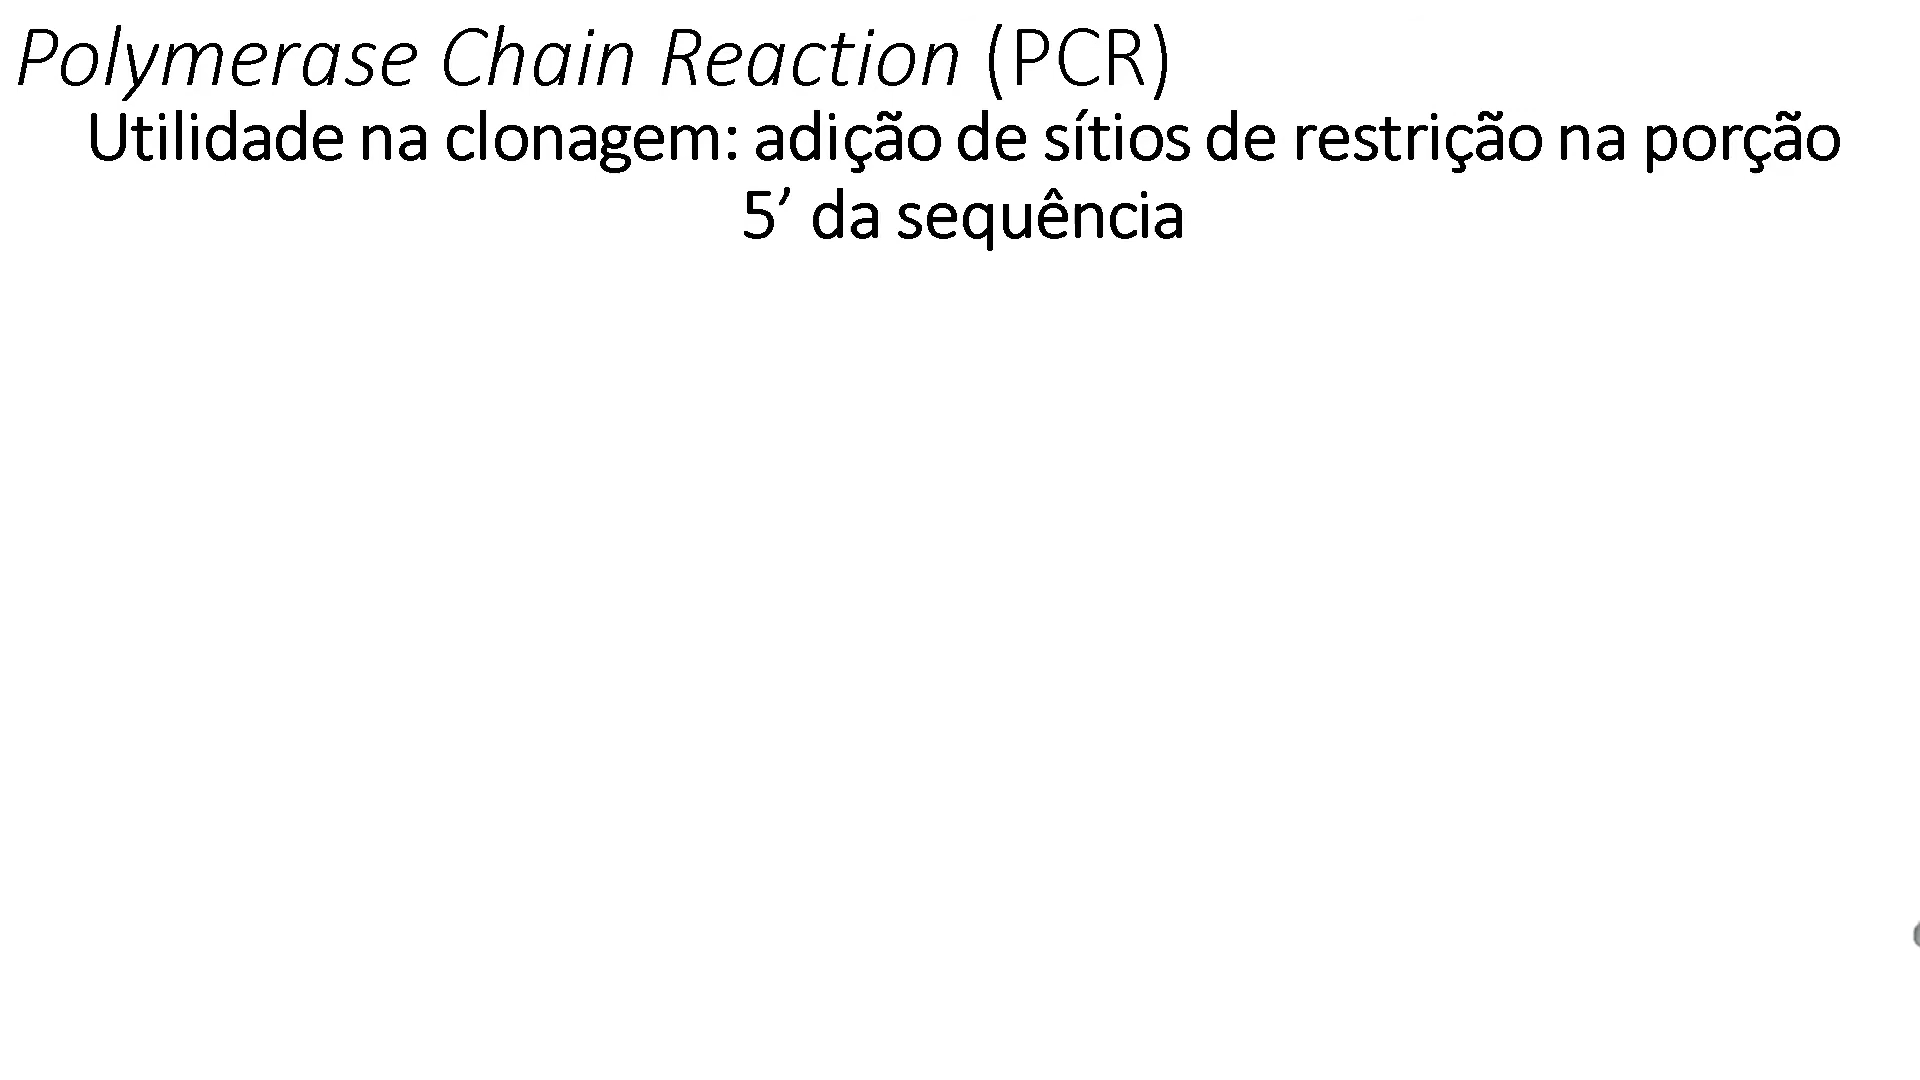 Polymerase Chain Reaction (PCR)
Utilidade na clonagem: adição de sítios de restrição na porção
5′ da sequência